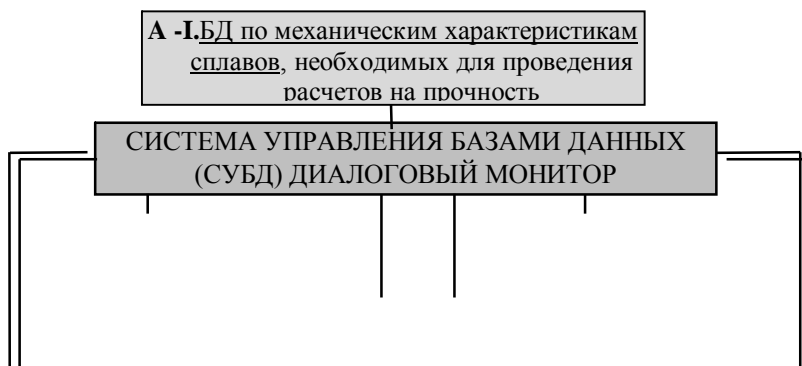 А -I.БД по механическим характеристикам
сплавов, необходимых для проведения
расчетов на прочность
СИСТЕМА УПРАВЛЕНИЯ БАЗАМИ ДАННЫХ
(СУБД) ДИАЛОГОВЫЙ МОНИТОР